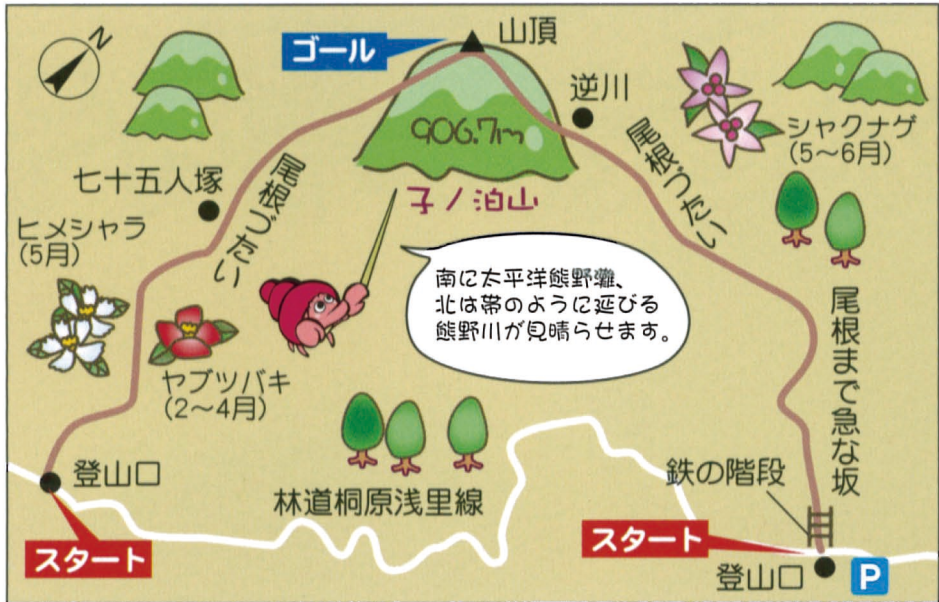 N
ゴール
山頂
906.7m
子ノ泊山
逆川
シャクナゲ
(5〜6月)
尾根づたい
七十五人塚
尾根づたい
ヒメシャラ
(5月)
ヤブツバキ
(2〜4月)
南に太平洋熊野灘、
北は帯のように延びる
熊野川が見晴らせます。
尾根まで急な坂
登山口
スタート
林道桐原浅里線
鉄の階段
スタート
登山口
P